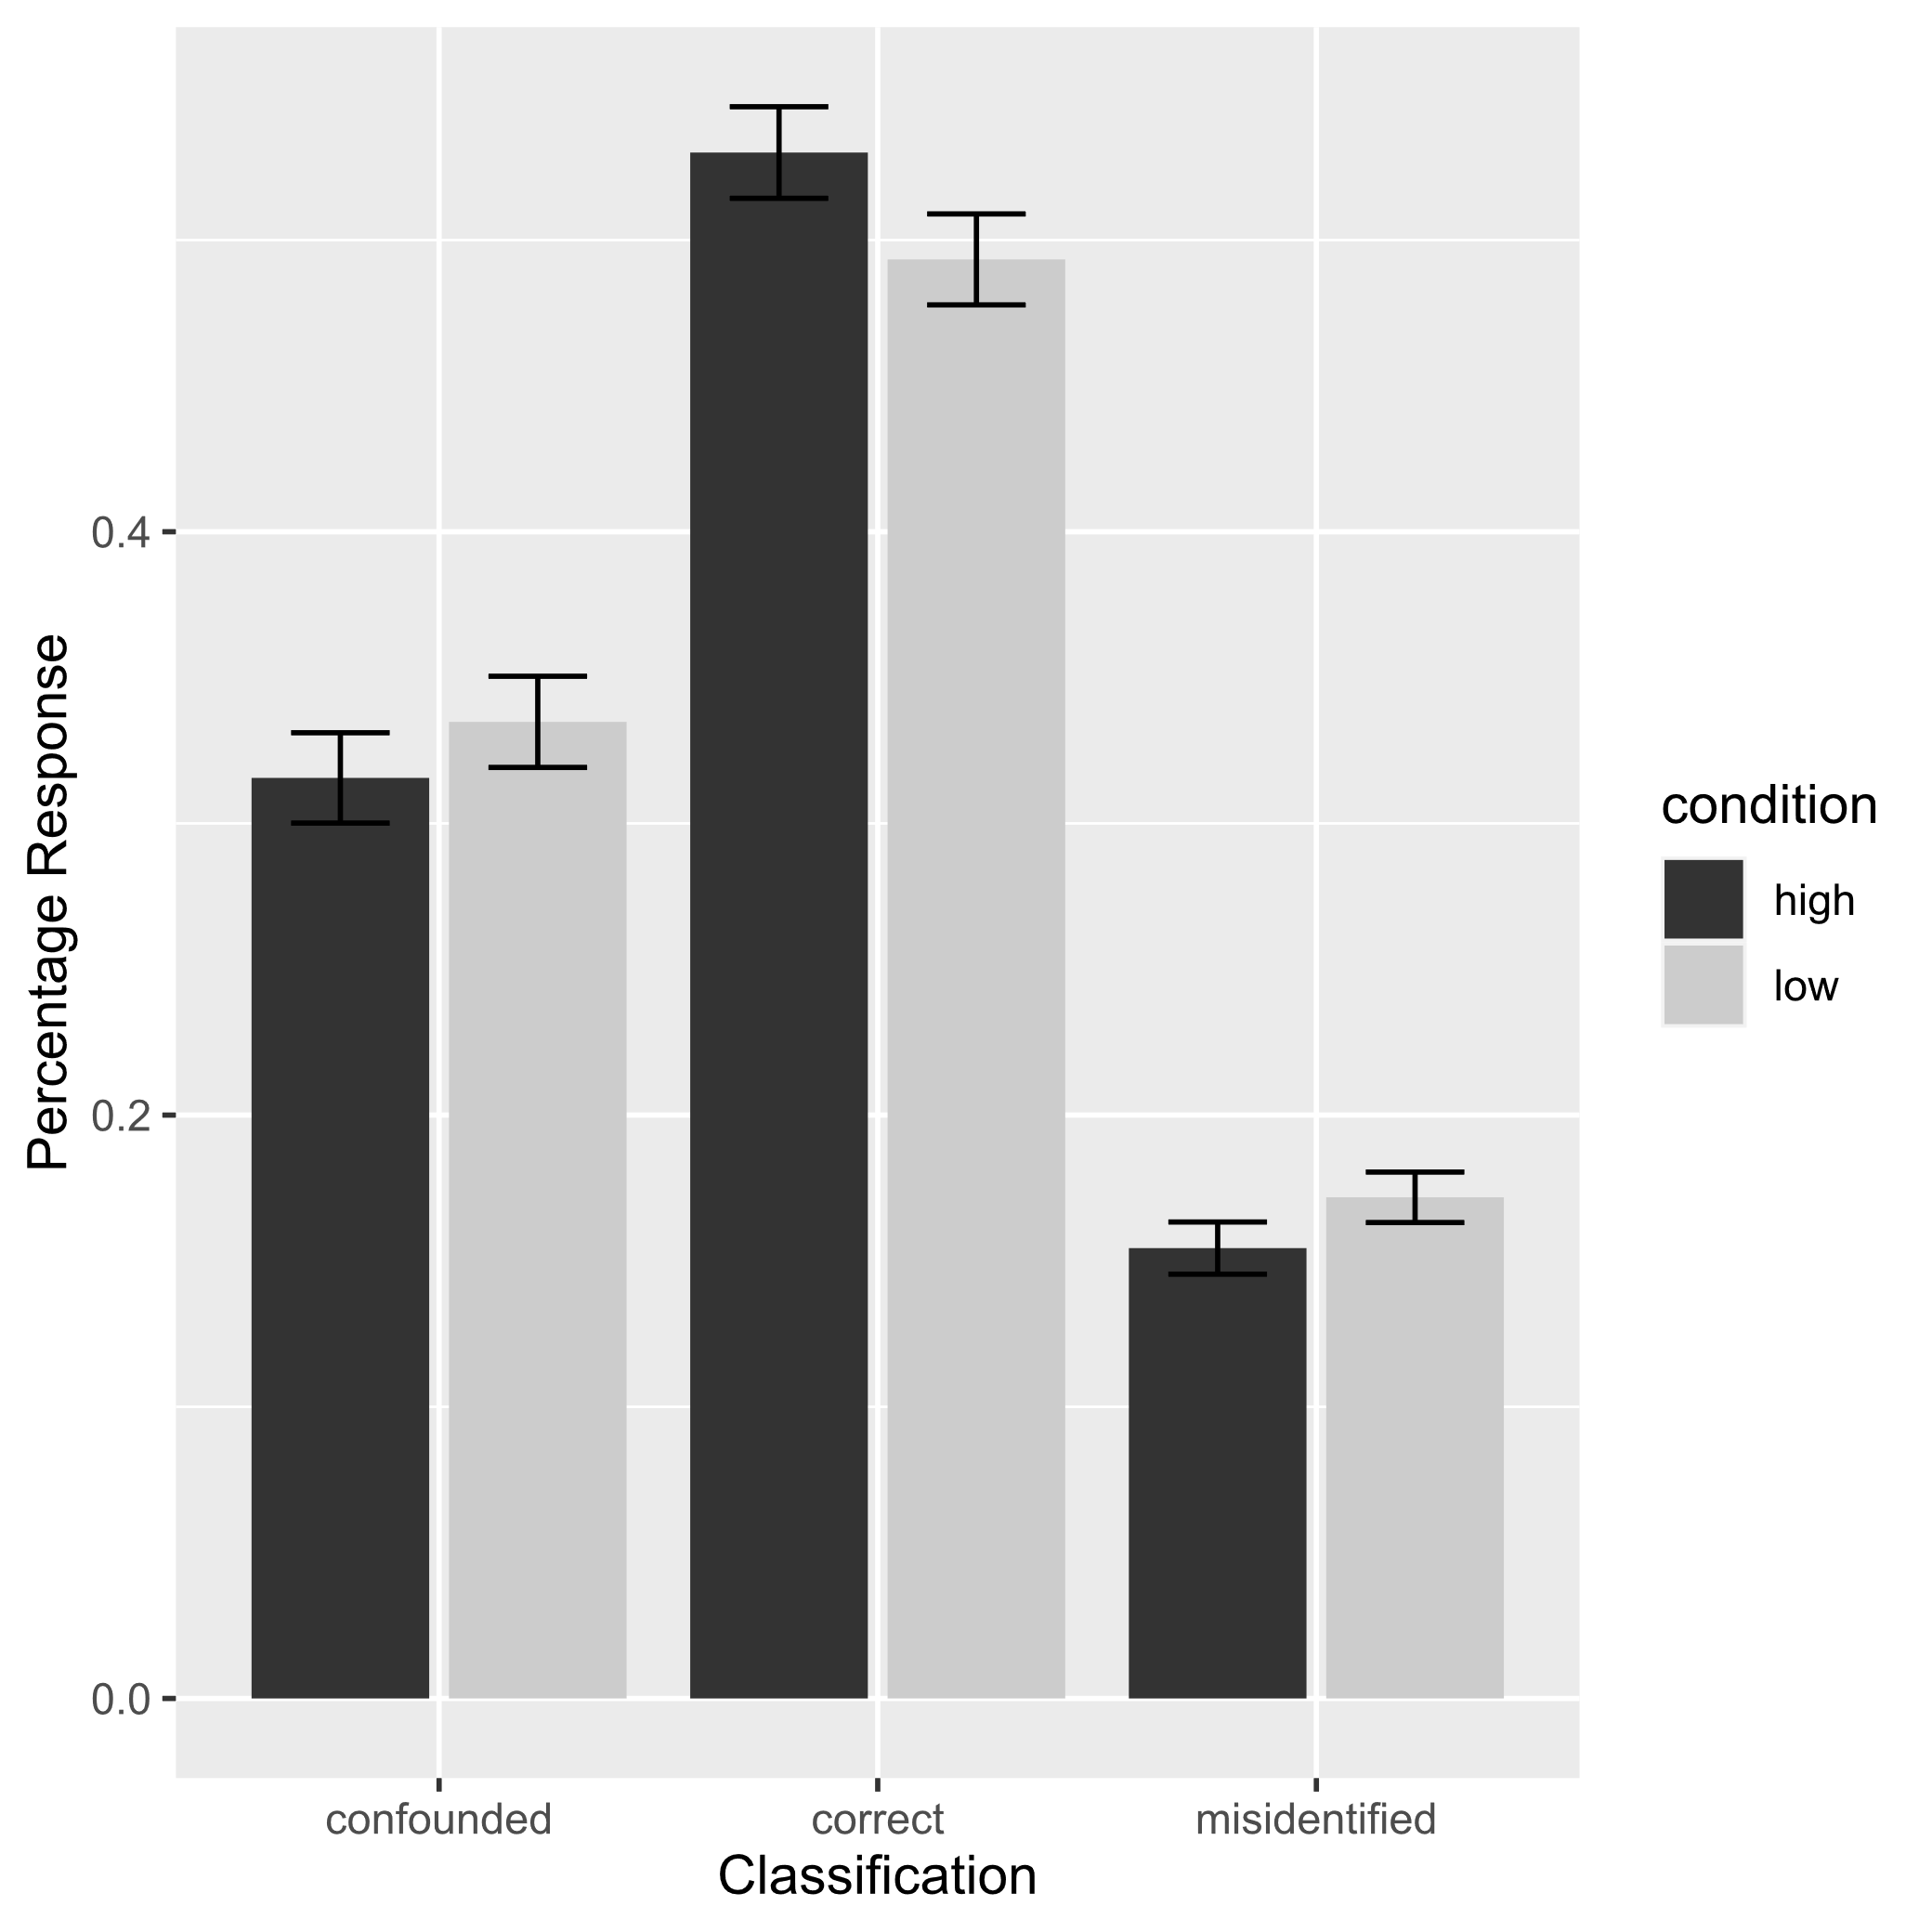 Percentage Response
0.4
0.2
0.0
confounded correct misidentified
Classification
condition
high
low